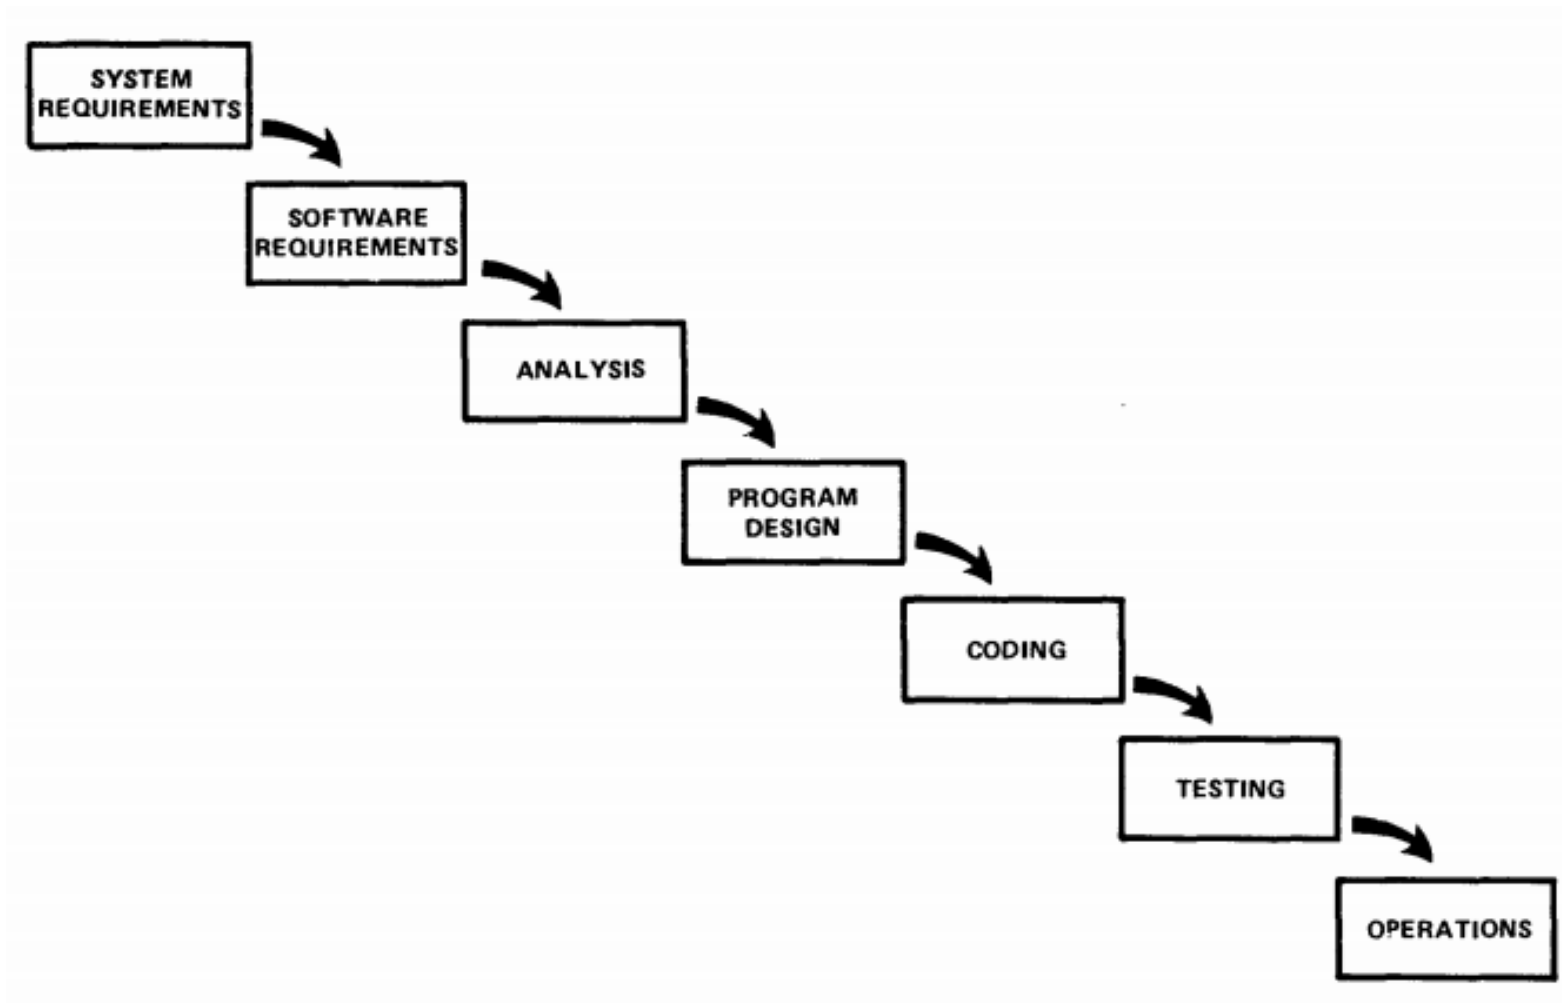 SYSTEM
REQUIREMENTS
SOFTWARE
REQUIREMENTS
ANALYSIS
PROGRAM
DESIGN
CODING
TESTING
OPERATIONS